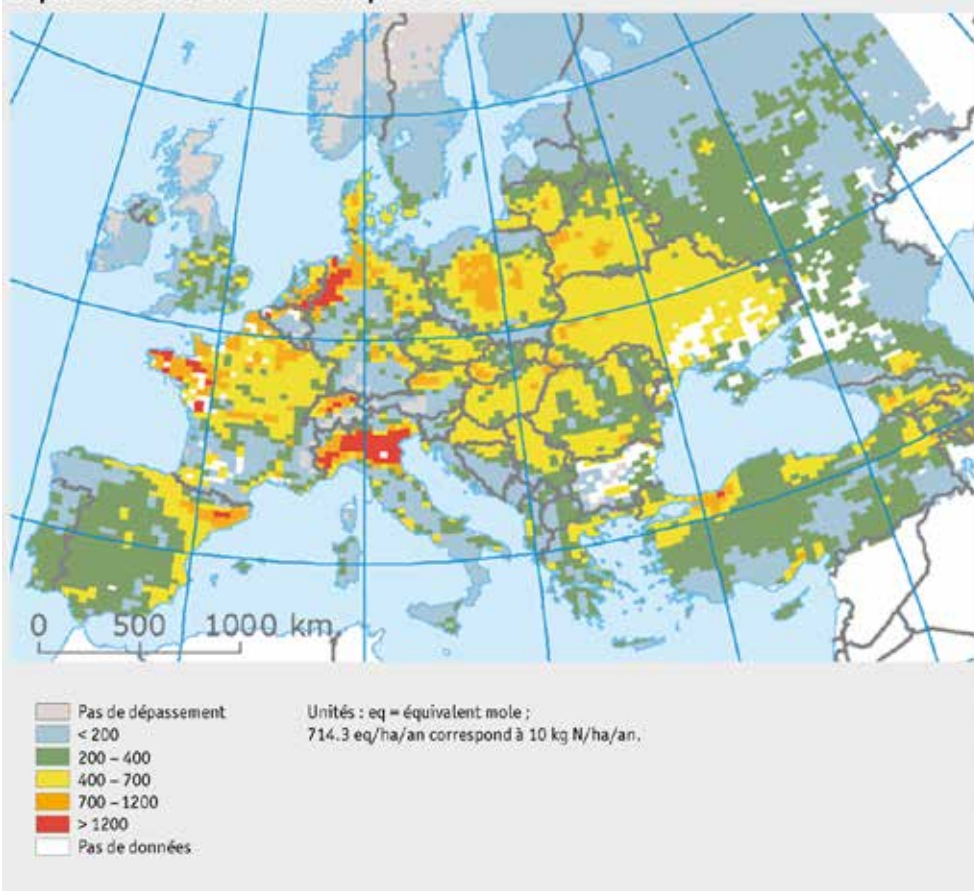 0 500 1000 km
Pas de dépassement
< 200
200 – 400
400 – 700
700 – 1200
> 1200
Pas de données
Unités : eq = équivalent mole ;
714.3 eq/ha/an correspond à 10 kg N/ha/an.